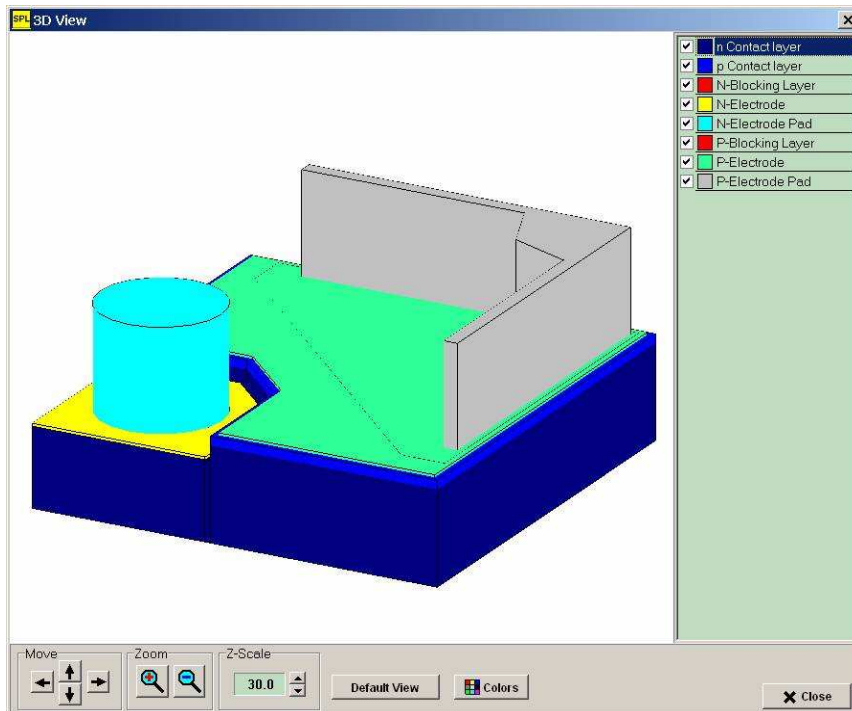 SPL 3D View
n Contact layer
p Contact layer
N-Blocking Layer
N-Electrode
N-Electrode Pad
P-Blocking Layer
P-Electrode
P-Electrode Pad
Move
Zoom
Z-Scale
30.0
Default View
Colors
Close